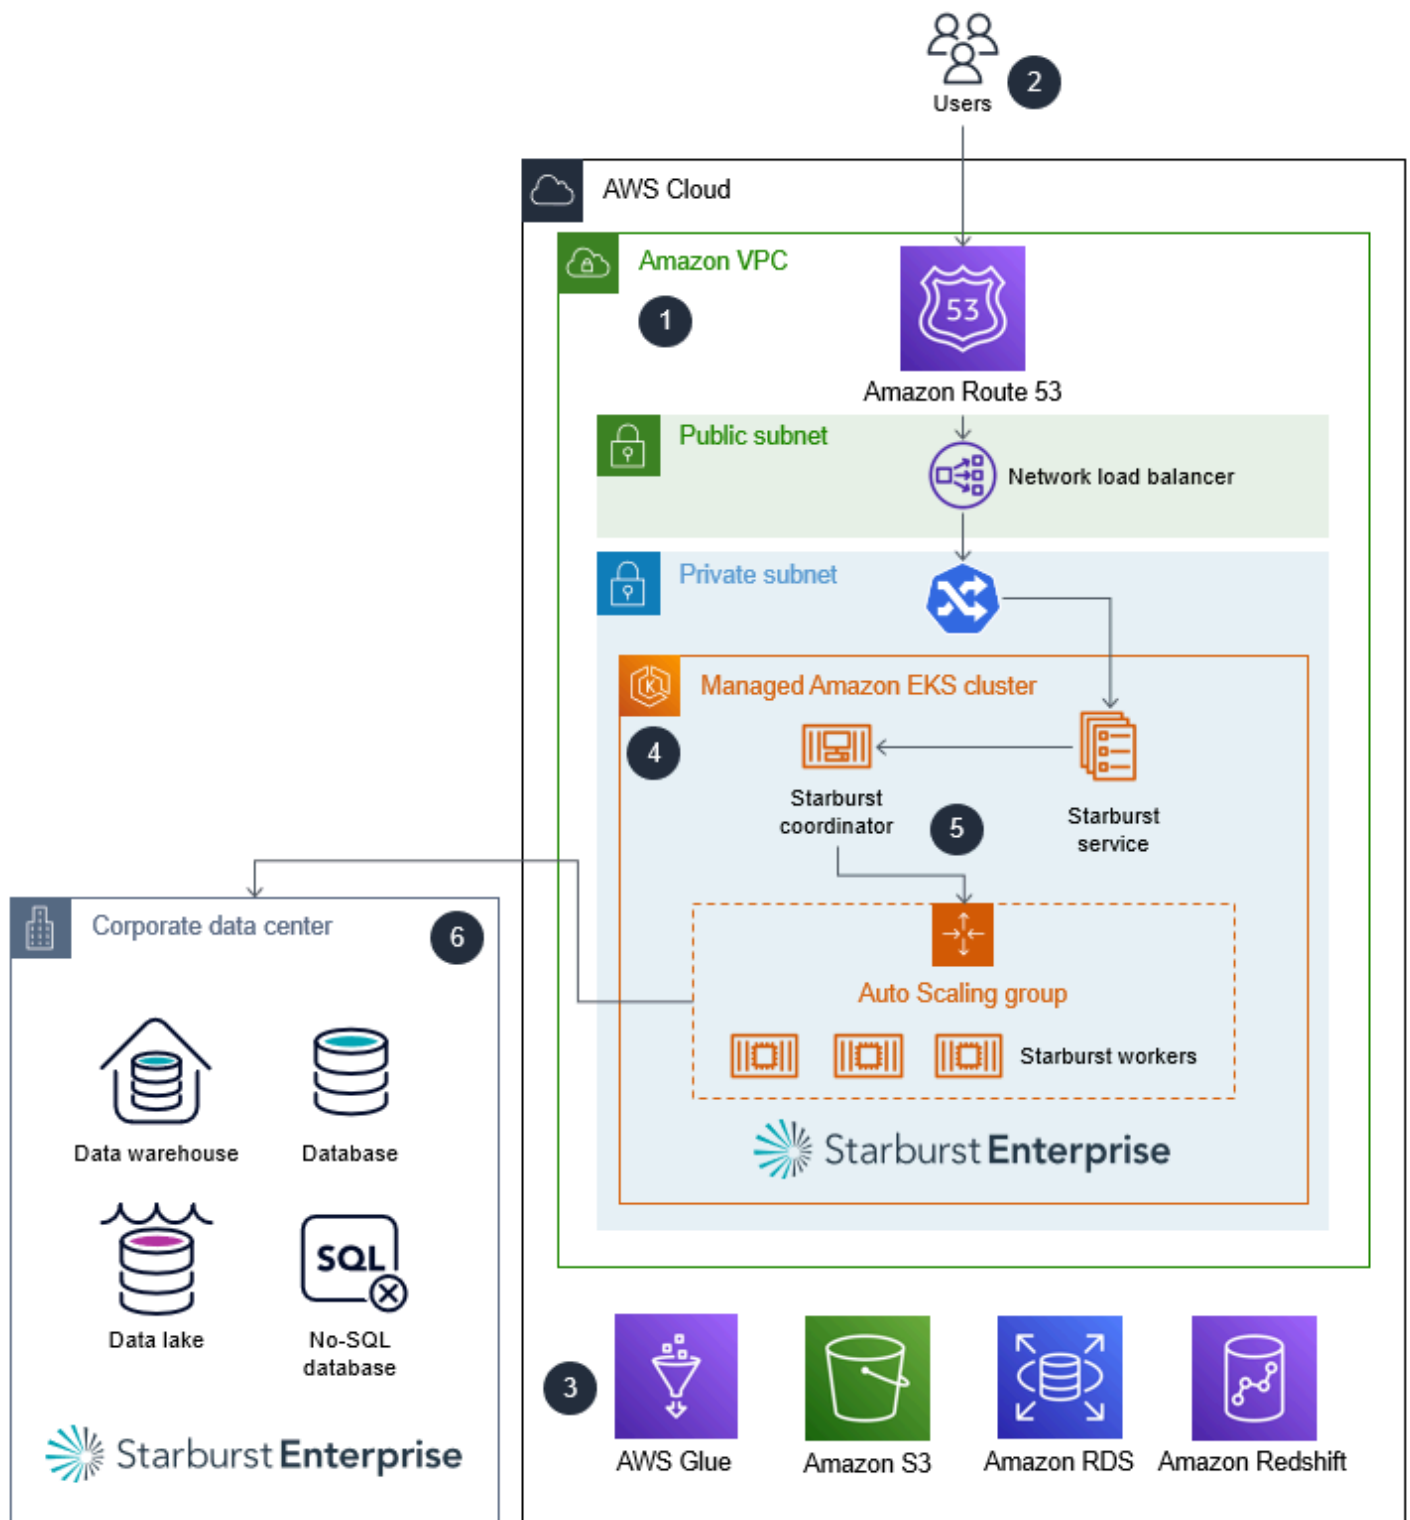 2
Users
AWS Cloud
Amazon VPC
1
53
Amazon Route 53
Public subnet
Network load balancer
Private subnet
K
Managed Amazon EKS cluster
4
Starburst
coordinator
5
Starburst
service
Corporate data center
6
Auto Scaling group
Starburst workers
Starburst Enterprise
Data warehouse
Database
SQL
Data lake
No-SQL
database
Starburst Enterprise
3
AWS Glue
Amazon S3
Amazon RDS
Amazon Redshift